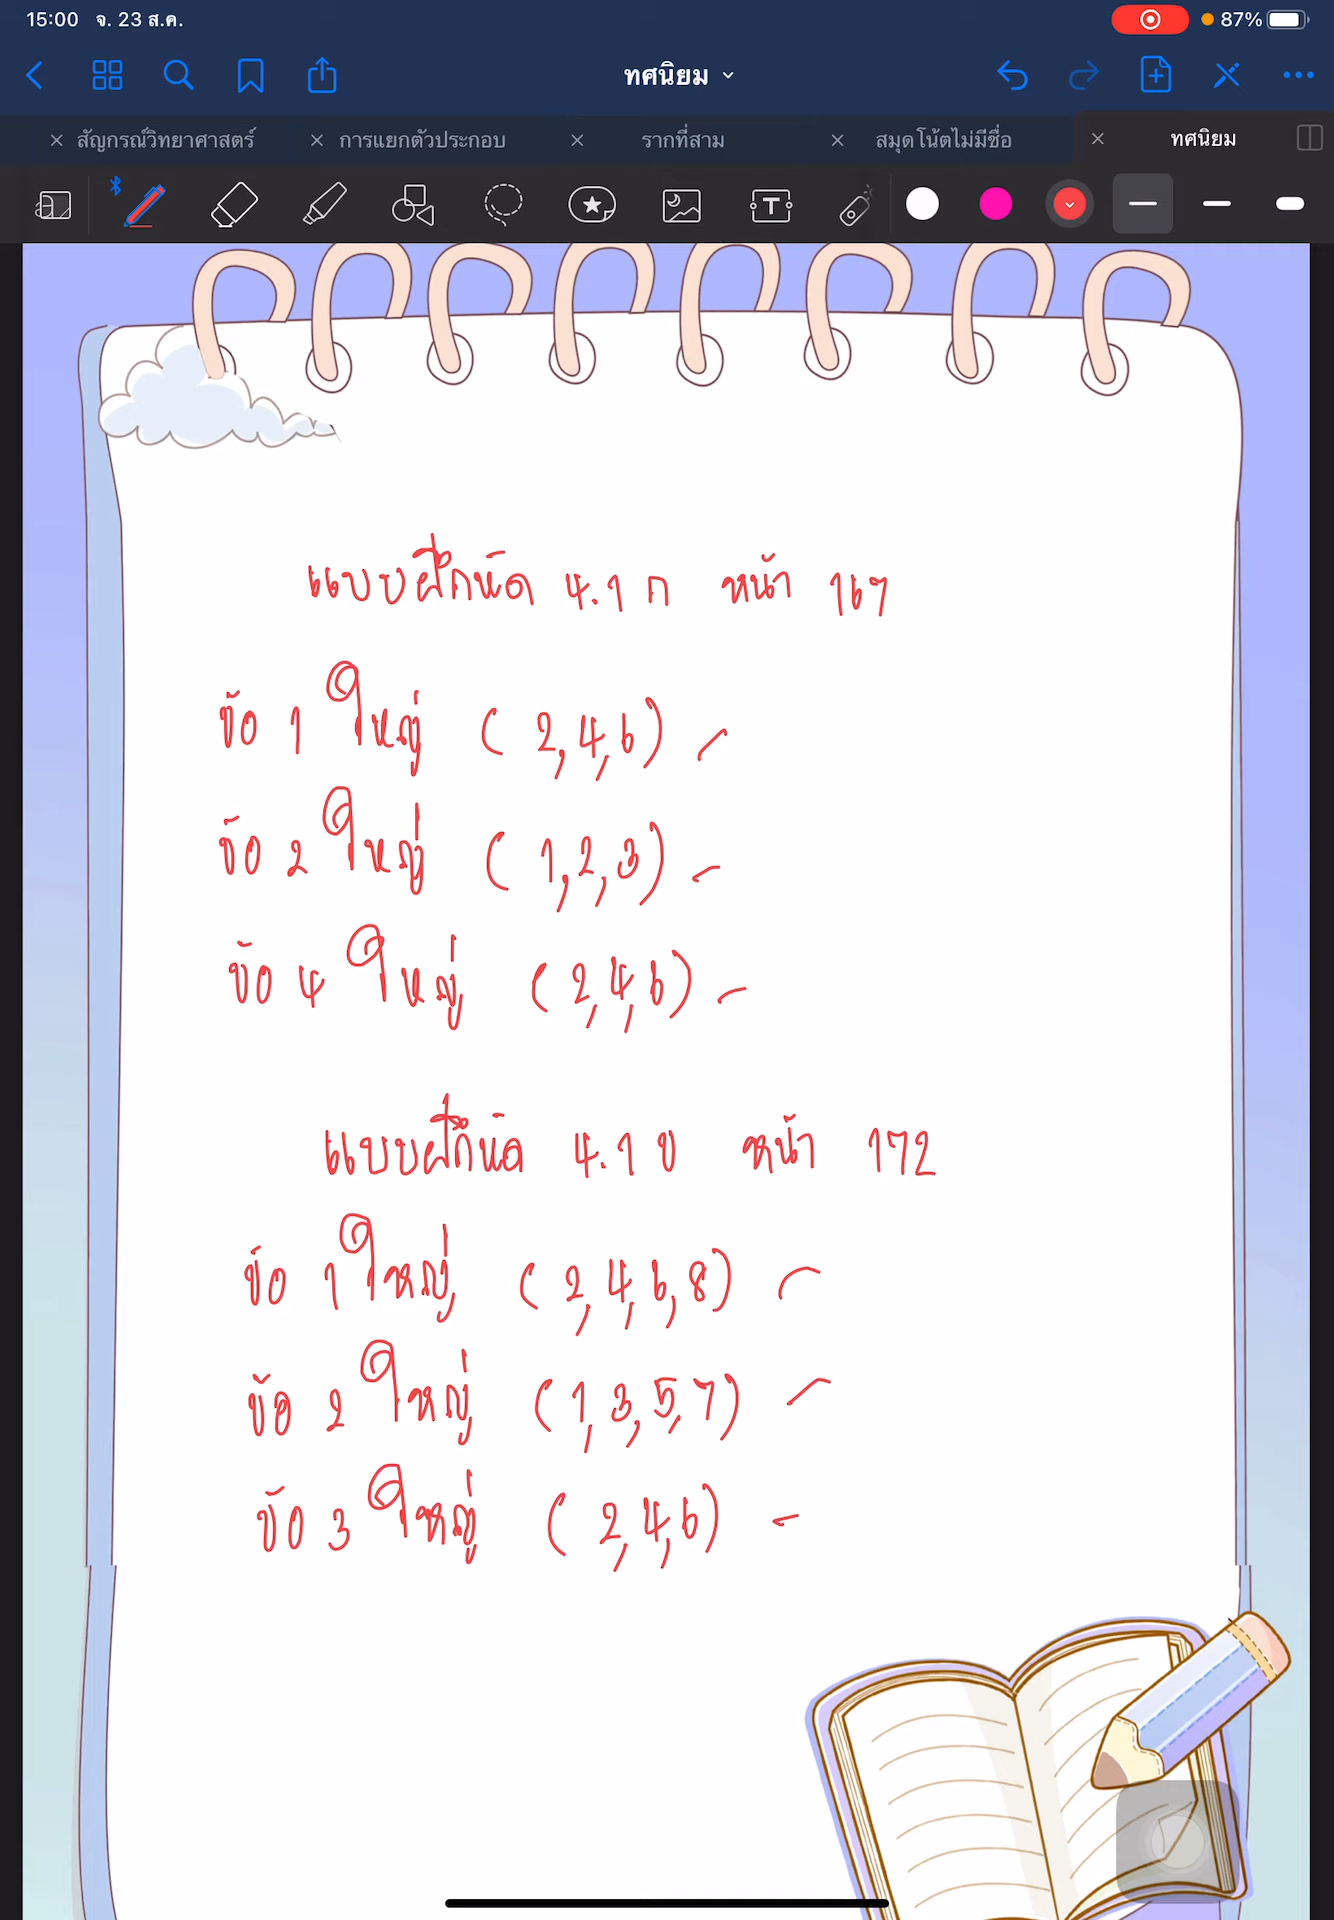 15:00 จ. 23 ส.ค. 87%
ทศนิยม
สัญกรณ์วิทยาศาสตร์ การแยกตัวประกอบ รากที่สาม สมุดโน้ตไม่มีชื่อ ทศนิยม
แบบฝึกหัด 4.1 ก หน้า 167
ข้อ 1 ใหญ่ (2,4,6)
ข้อ 2 ใหญ่ (1,2,3)
ข้อ 4 ใหญ่ (2,4,6)
แบบฝึกหัด 4.1 ข หน้า 172
ข้อ 1 ใหญ่ (2,4,6,8)
ข้อ 2 ใหญ่ (1,3,5,7)
ข้อ 3 ใหญ่ (2,4,6)